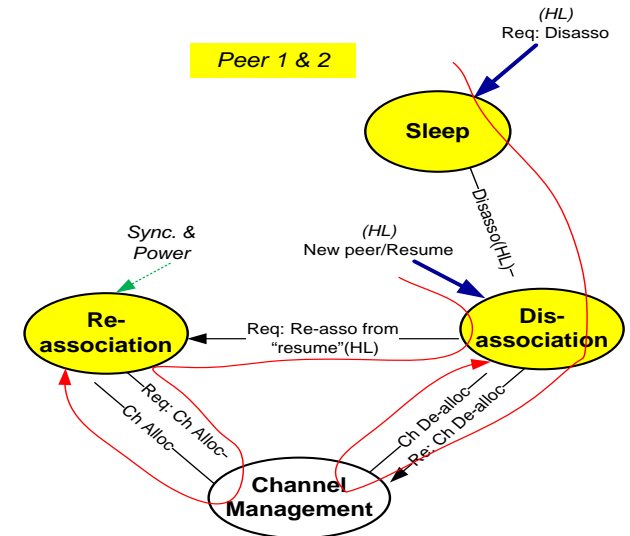 (HL)
Req: Disasso
Peer 1 & 2
Sleep
Disasso(HL)
Sync. &
Power
(HL)
New peer/Resume
Re-
association
Req: Re-asso from
“resume”(HL)
Dis-
association
Req: Ch Alloc
Ch Alloc
Ch De-alloc
Re: Ch De-alloc
Channel
Management